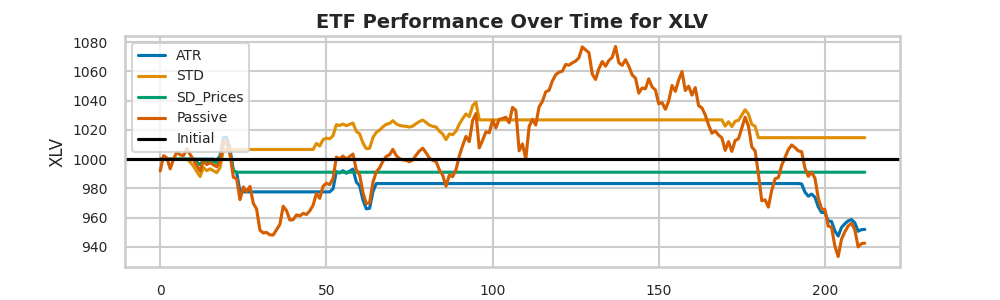 ETF Performance Over Time for XLV
XLV
1080
1060
1040
1020
1000
980
960
940
ATR
STD
SD_Prices
Passive
Initial
0 50 100 150 200